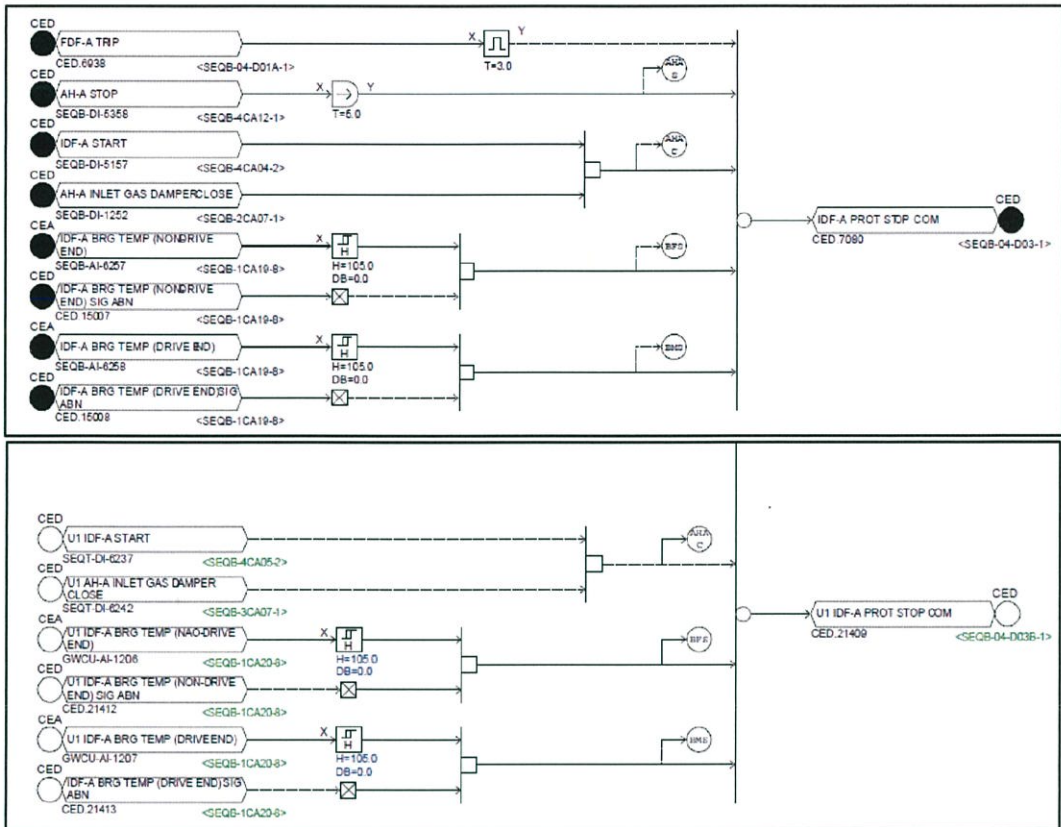 CED
FDF-A TRIP
CED.6938
<SEQB-04-D01A-1>
X
Y
T=3.0
CED
AH-A STOP
SEQB-DI-5358
<SEQB-4CA12-1>
X
Y
T=5.0
CED
IDF-A START
SEQB-DI-5157
<SEQB-4CA04-2>
AHA
C
CED
AH-A INLET GAS DAMPERCLOSE
SEQB-DI-1252
<SEQB-2CA07-1>
CED
IDF-A PROT STOP COM
CED.7090
<SEQB-04-D03-1>
CEA
IDF-A BRG TEMP (NONDRIVE
END)
SEQB-AI-6257
<SEQB-1CA19-8>
X
H
H=105.0
DB=0.0
CED
IDF-A BRG TEMP (NONDRIVE
END) SIG ABN
CED.15007
<SEQB-1CA19-8>
CEA
IDF-A BRG TEMP (DRIVE END)
SEQB-AI-6258
<SEQB-1CA19-8>
X
H
H=105.0
DB=0.0
CED
IDF-A BRG TEMP (DRIVE END)SIG
ABN
CED.15008
<SEQB-1CA19-8>
CED
U1 IDF-A START
SEQT-DI-6237
<SEQB-4CA05-2>
AHA
C
CED
U1 AH-A INLET GAS DAMPER
CLOSE
SEQT-DI-6242
<SEQB-3CA07-1>
CED
U1 IDF-A PROT STOP COM
CED.21409
<SEQB-04-D03B-1>
CEA
U1 IDF-A BRG TEMP (NAO-DRIVE
END)
GWCU-AI-1206
<SEQB-1CA20-8>
X
H
H=105.0
DB=0.0
CED
U1 IDF-A BRG TEMP (NON-DRIVE
END) SIG ABN
CED.21412
<SEQB-1CA20-8>
CEA
U1 IDF-A BRG TEMP (DRIVEEND)
GWCU-AI-1207
<SEQB-1CA20-8>
X
H
H=105.0
DB=0.0
CED
IDF-A BRG TEMP (DRIVE END)SIG
ABN
CED.21413